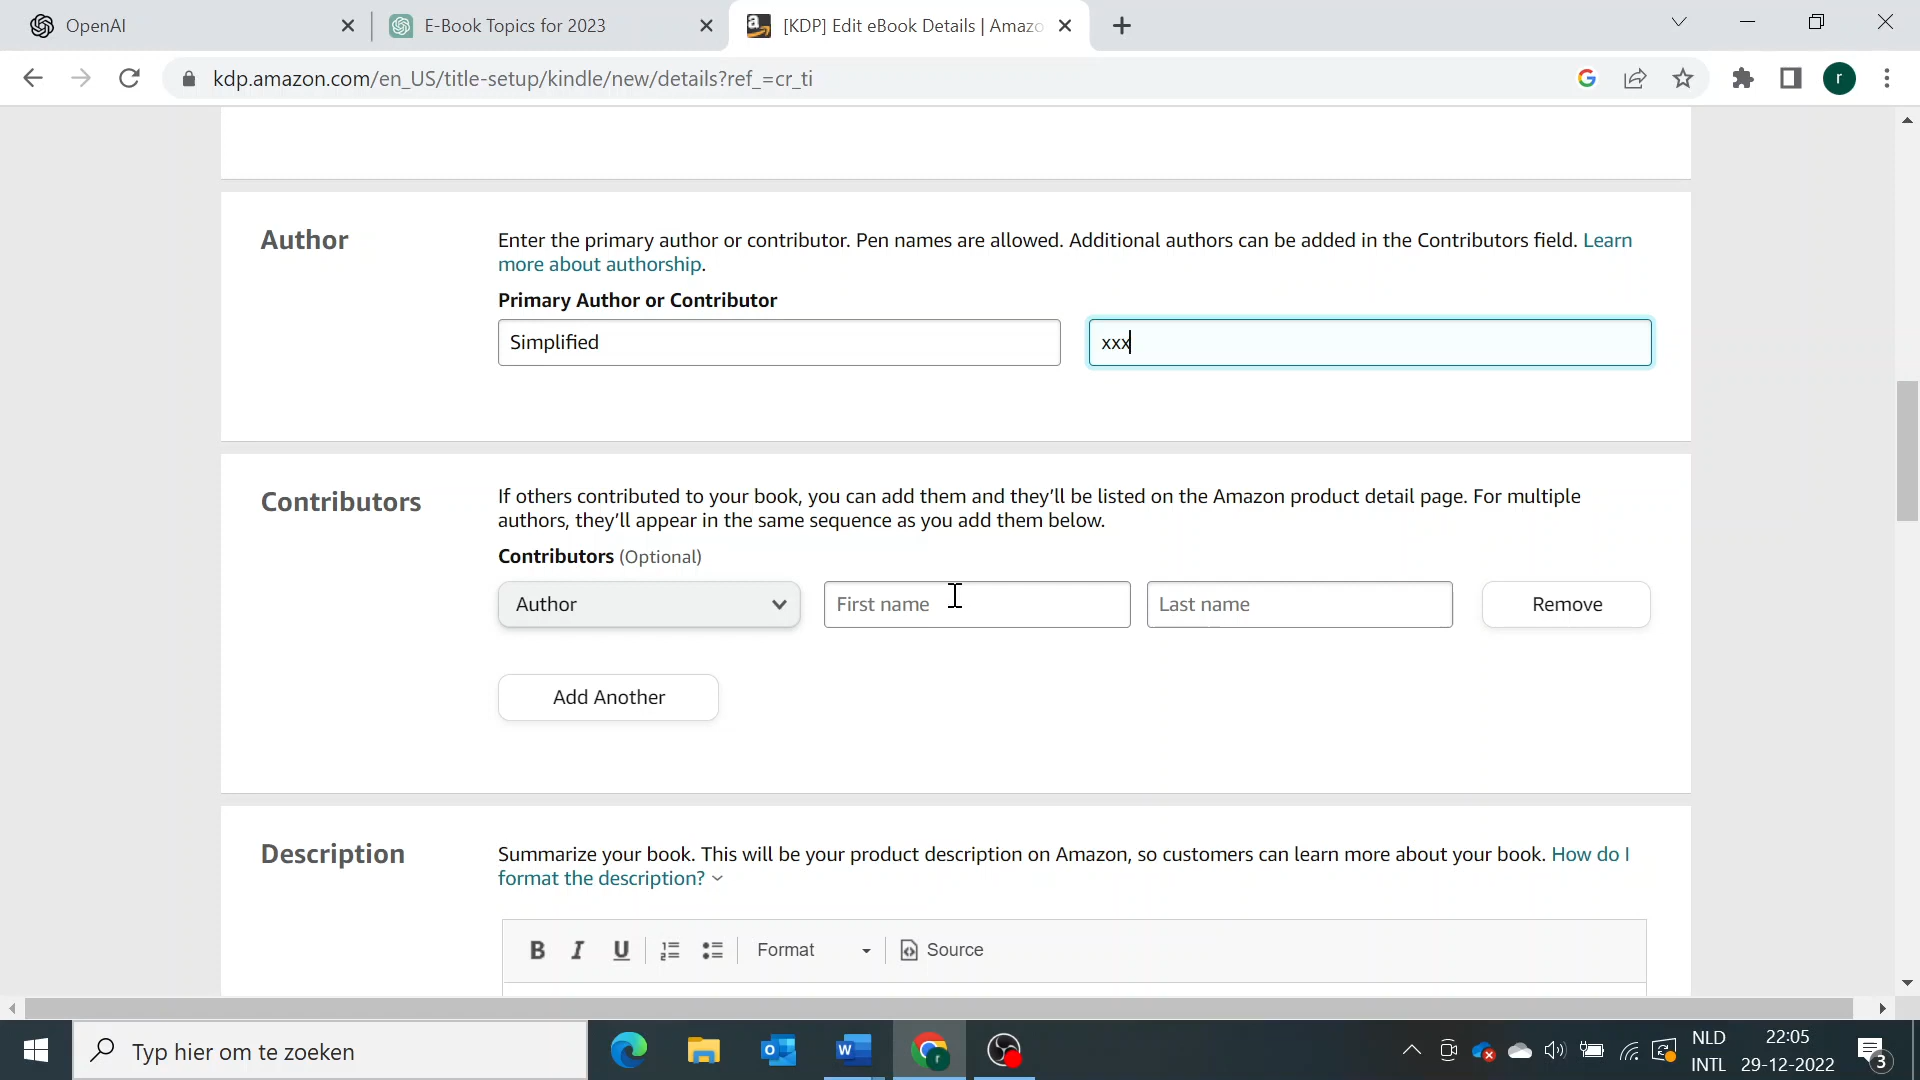 OpenAI
E-Book Topics for 2023
[KDP] Edit eBook Details | Amazo
kdp.amazon.com/en_US/title-setup/kindle/new/details?ref_=cr_ti
r
Author
Enter the primary author or contributor. Pen names are allowed. Additional authors can be added in the Contributors field. Learn
more about authorship.
Primary Author or Contributor
Simplified
xxx
Contributors
If others contributed to your book, you can add them and they'll be listed on the Amazon product detail page. For multiple
authors, they'll appear in the same sequence as you add them below.
Contributors (Optional)
Author
First name
Last name
Remove
Add Another
Description
Summarize your book. This will be your product description on Amazon, so customers can learn more about your book. How do I
format the description?
B I U
Format
Source
Typ hier om te zoeken
NLD
INTL
22:05
29-12-2022
3